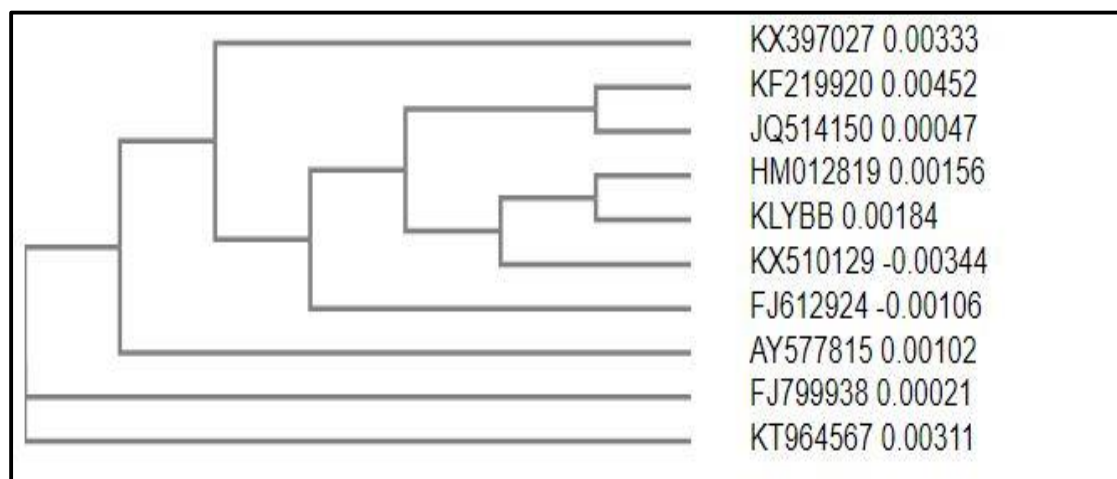 KX397027 0.00333
KF219920 0.00452
JQ514150 0.00047
HM012819 0.00156
KLYBB 0.00184
KX510129 -0.00344
FJ612924 -0.00106
AY577815 0.00102
FJ799938 0.00021
KT964567 0.00311